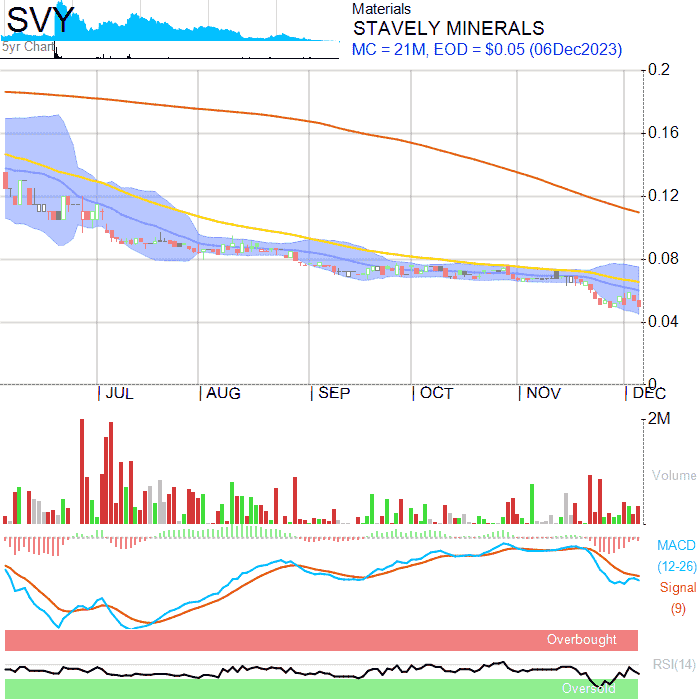 SVY
Materials
STAVELY MINERALS
5yr Chart
MC = 21M, EOD = $0.05 (06Dec2023)
0.2
0.16
0.12
0.08
0.04
0
JUL AUG SEP OCT NOV DEC
2M
Volume
MACD
(12-26)
Signal
(9)
Overbought
RSI(14)
Oversold